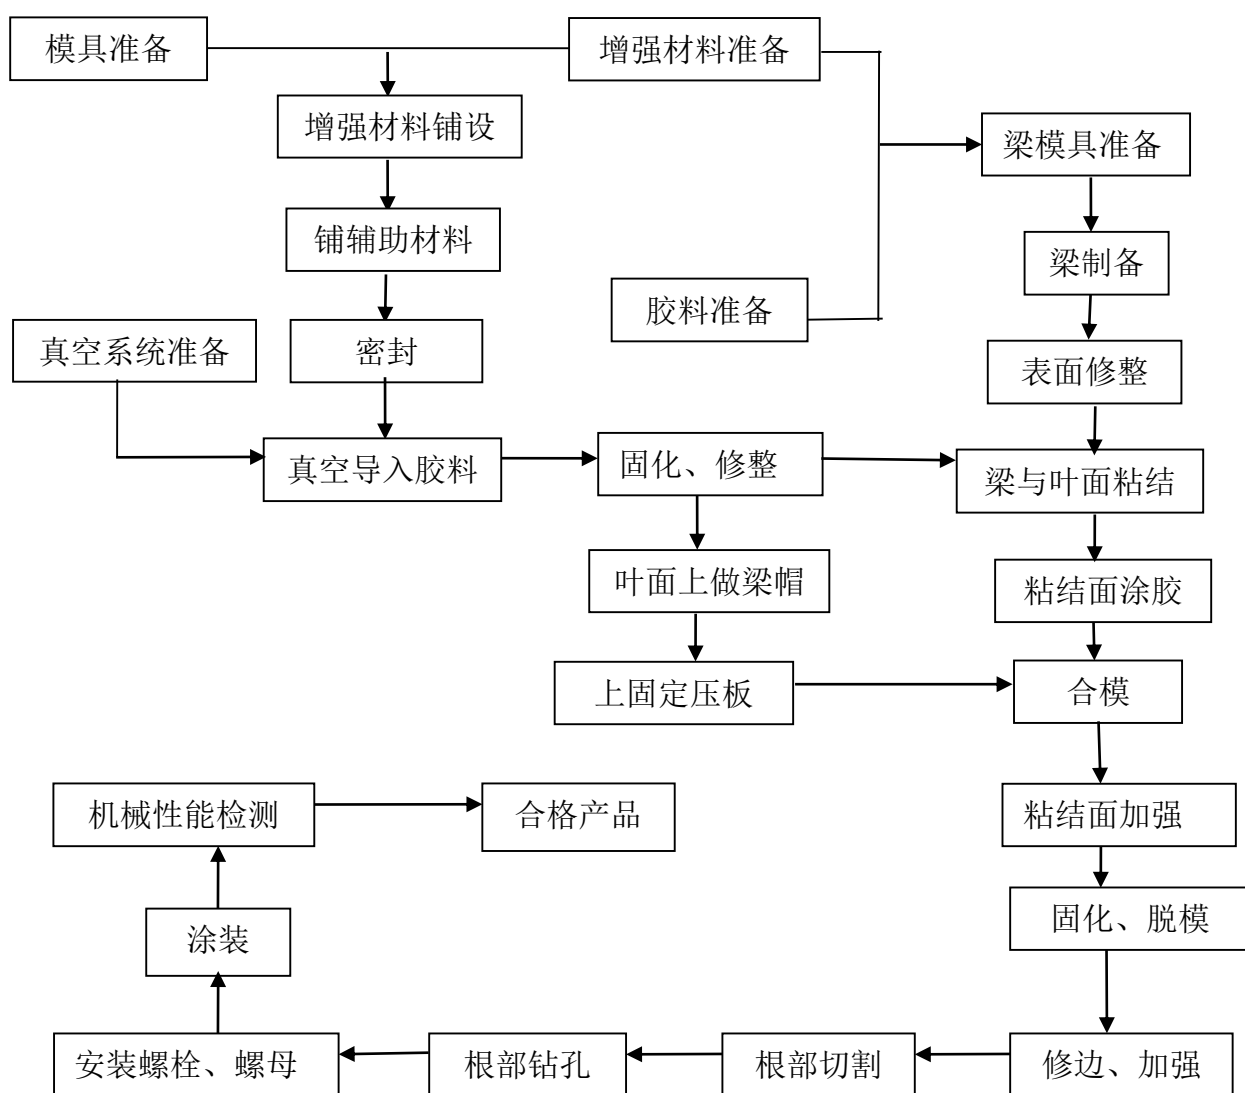 模具准备
增强材料准备
增强材料铺设
梁模具准备
铺辅助材料
梁制备
胶料准备
真空系统准备
密封
表面修整
真空导入胶料
固化、修整
梁与叶面粘结
叶面上做梁帽
粘结面涂胶
上固定压板
合模
机械性能检测
合格产品
粘结面加强
固化、脱模
涂装
安装螺栓、螺母
根部钻孔
根部切割
修边、加强